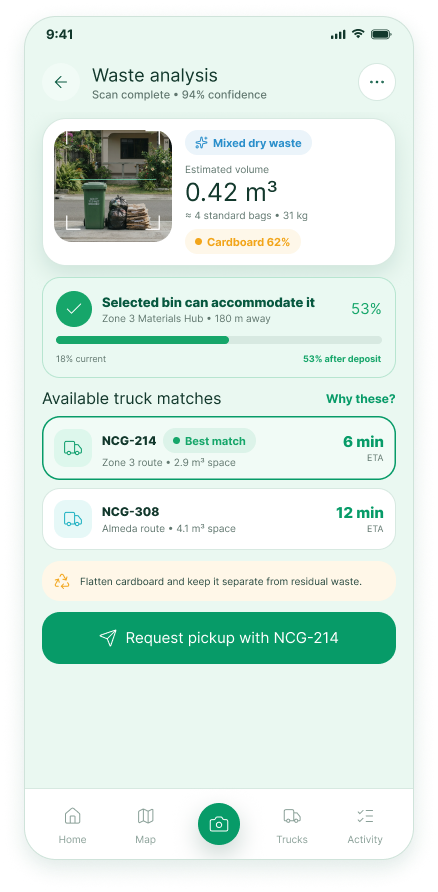 9:41
Waste analysis
Scan complete • 94% confidence
Mixed dry waste
Estimated volume
0.42 m³
≈ 4 standard bags • 31 kg
Cardboard 62%
Selected bin can accommodate it
53%
Zone 3 Materials Hub • 180 m away
18% current
53% after deposit
Available truck matches
Why these?
NCG-214
Best match
6 min
Zone 3 route • 2.9 m³ space
ETA
NCG-308
12 min
Almeda route • 4.1 m³ space
ETA
Flatten cardboard and keep it separate from residual waste.
Request pickup with NCG-214
Home
Map
Trucks
Activity